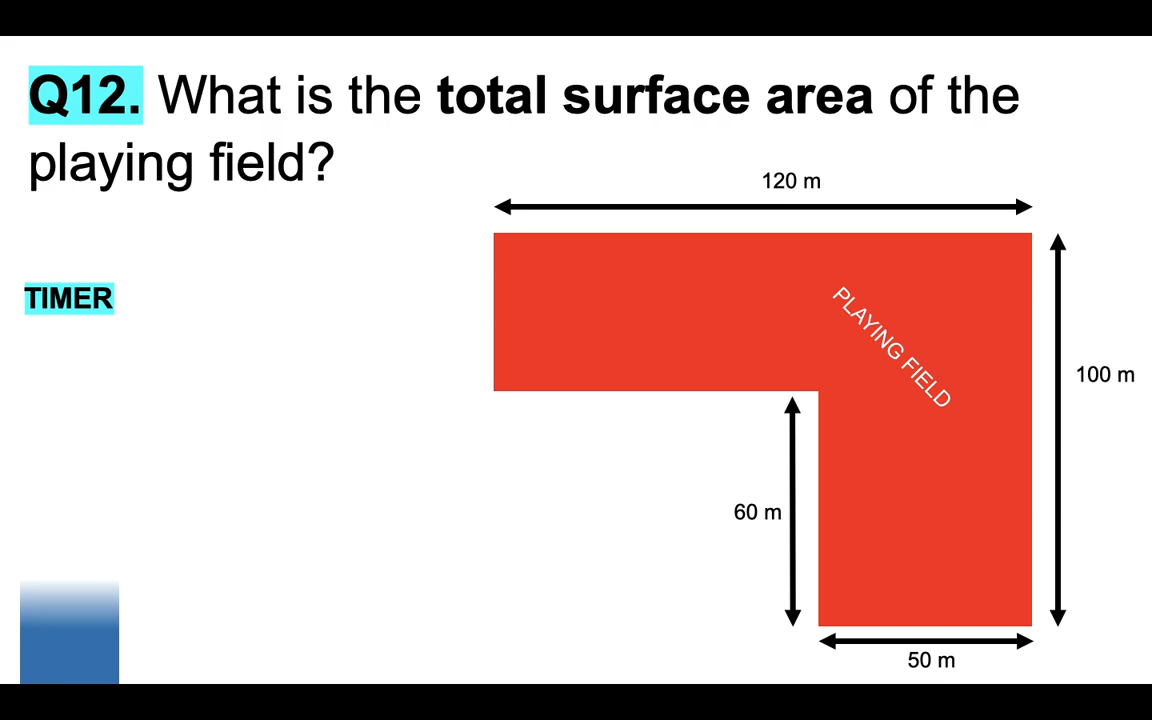 Q12. What is the total surface area of the
playing field?
120 m
TIMER
PLAYING FIELD
100 m
60 m
50 m